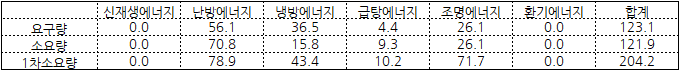 신재생에너지 난방에너지 냉방에너지 급탕에너지 조명에너지 환기에너지 합계
요구량 0.0 56.1 36.5 4.4 26.1 0.0 123.1
소요량 0.0 70.8 15.8 9.3 26.1 0.0 121.9
1차소요량 0.0 78.9 43.4 10.2 71.7 0.0 204.2